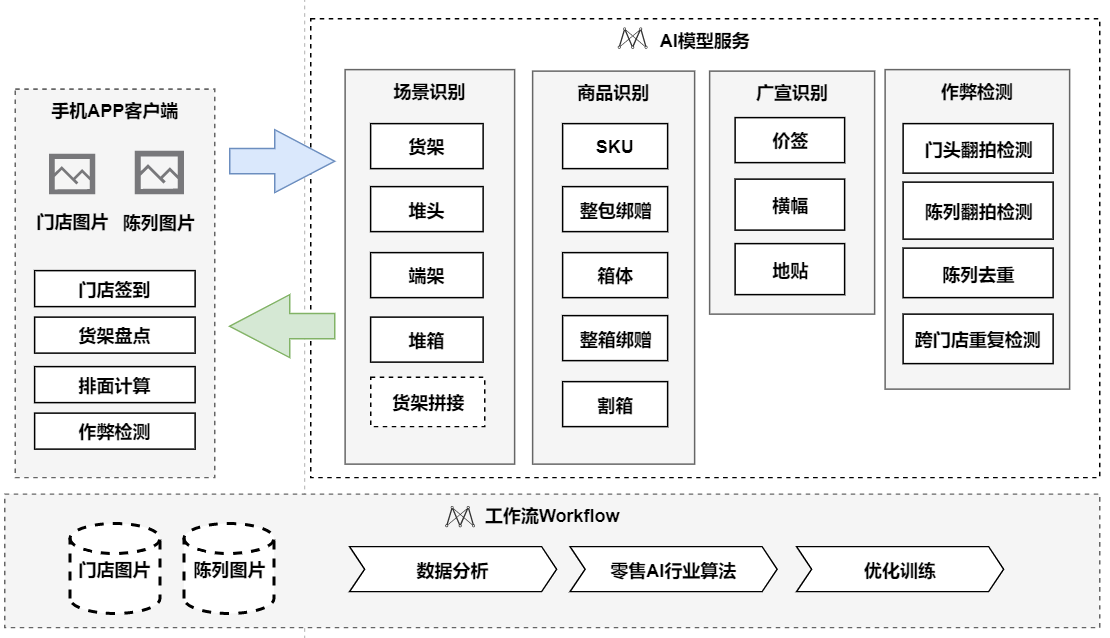 AI模型服务
手机APP客户端
门店图片
陈列图片
门店签到
货架盘点
排面计算
作弊检测
场景识别
货架
堆头
端架
堆箱
货架拼接
商品识别
SKU
整包绑赠
箱体
整箱绑赠
割箱
广宣识别
价签
横幅
地贴
作弊检测
门头翻拍检测
陈列翻拍检测
陈列去重
跨门店重复检测
工作流Workflow
门店图片
陈列图片
数据分析
零售AI行业算法
优化训练